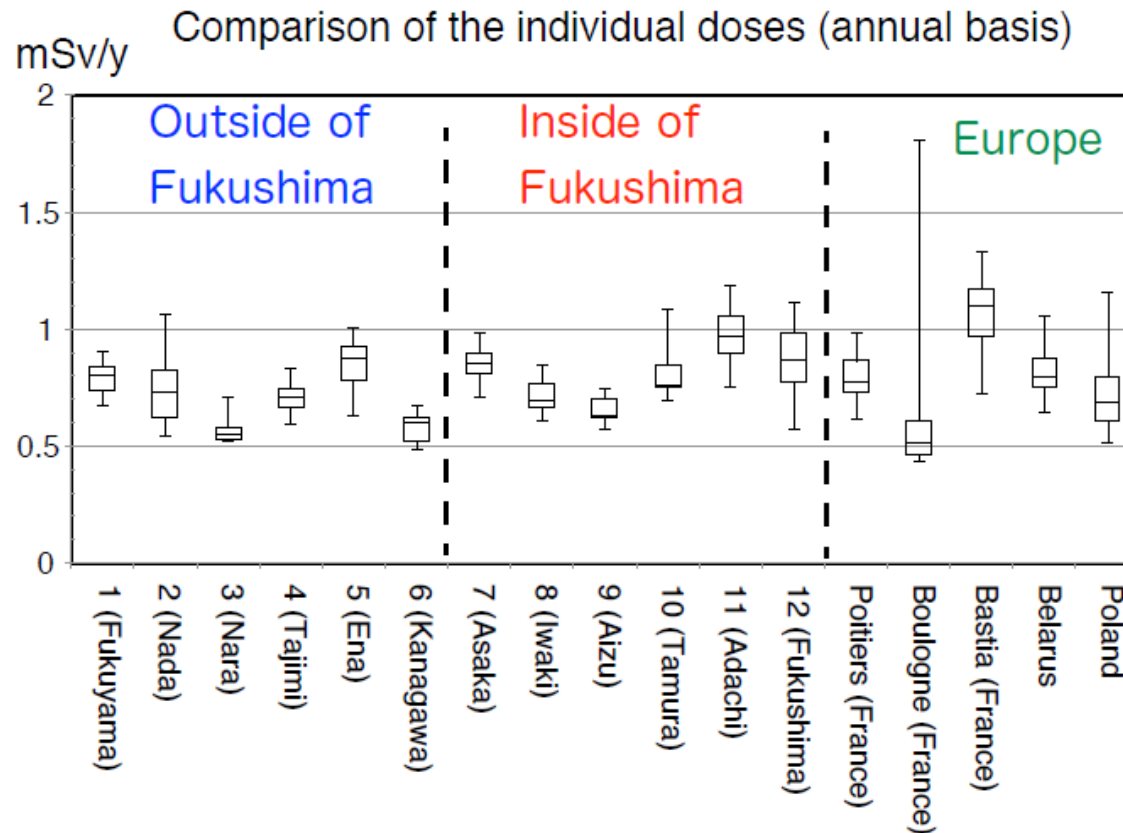 Comparison of the individual doses (annual basis)
mSv/y
2
1.5
1
0.5
0
Outside of
Fukushima
Inside of
Fukushima
Europe
1 (Fukuyama)
2 (Nada)
3 (Nara)
4 (Tajimi)
5 (Ena)
6 (Kanagawa)
7 (Asaka)
8 (Iwaki)
9 (Aizu)
10 (Tamura)
11 (Adachi)
12 (Fukushima)
Poitiers (France)
Boulogne (France)
Bastia (France)
Belarus
Poland